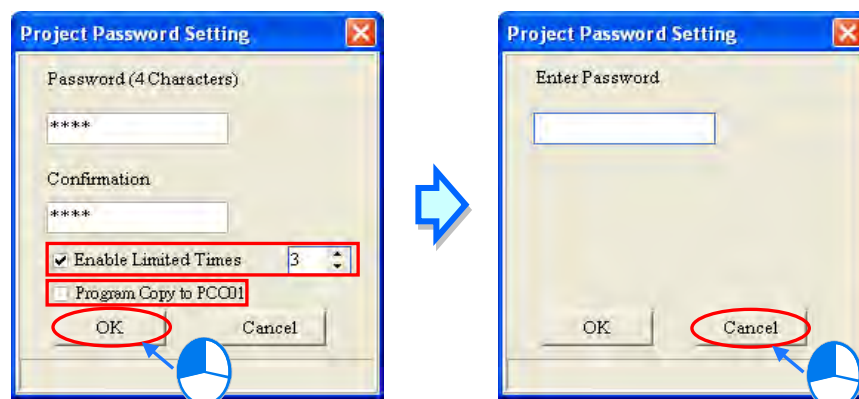 Project Password Setting
Password (4 Characters)
****
Confirmation
****
Enable Limited Times 3
Program Copy to PCC01
OK Cancel
Project Password Setting
Enter Password
OK Cancel